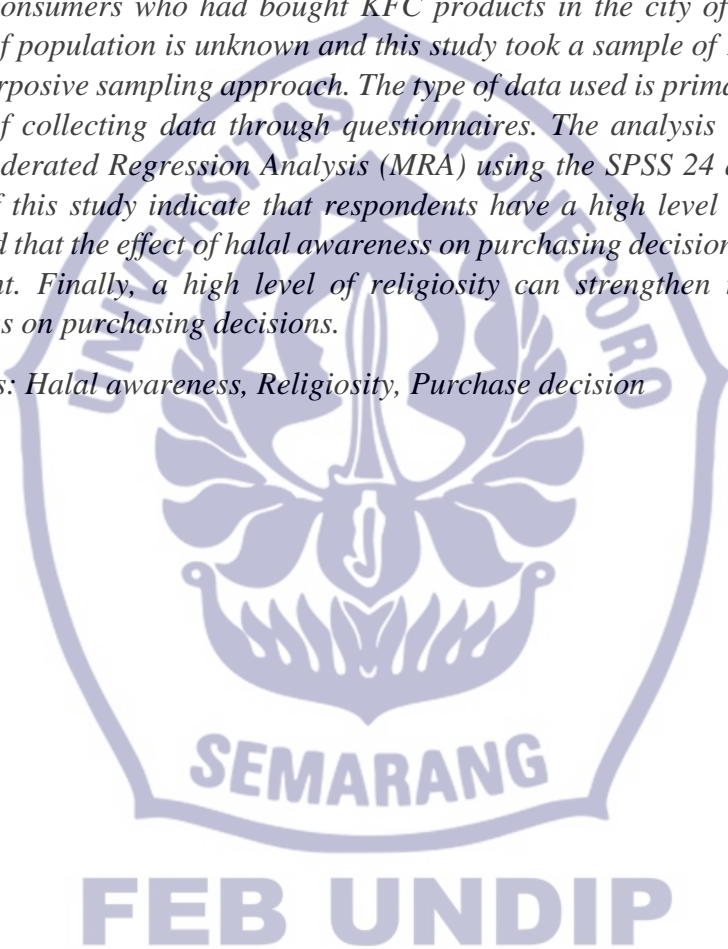 consumers who had bought KFC products in the city of
f population is unknown and this study took a sample of
rposive sampling approach. The type of data used is prima
f collecting data through questionnaires. The analysis
derated Regression Analysis (MRA) using the SPSS 24
f this study indicate that respondents have a high level
d that the effect of halal awareness on purchasing decision
nt. Finally, a high level of religiosity can strengthen
s on purchasing decisions.
s: Halal awareness, Religiosity, Purchase decision
UNIVERSITAS DIPONEGORO
SEMARANG
FEB UNDIP